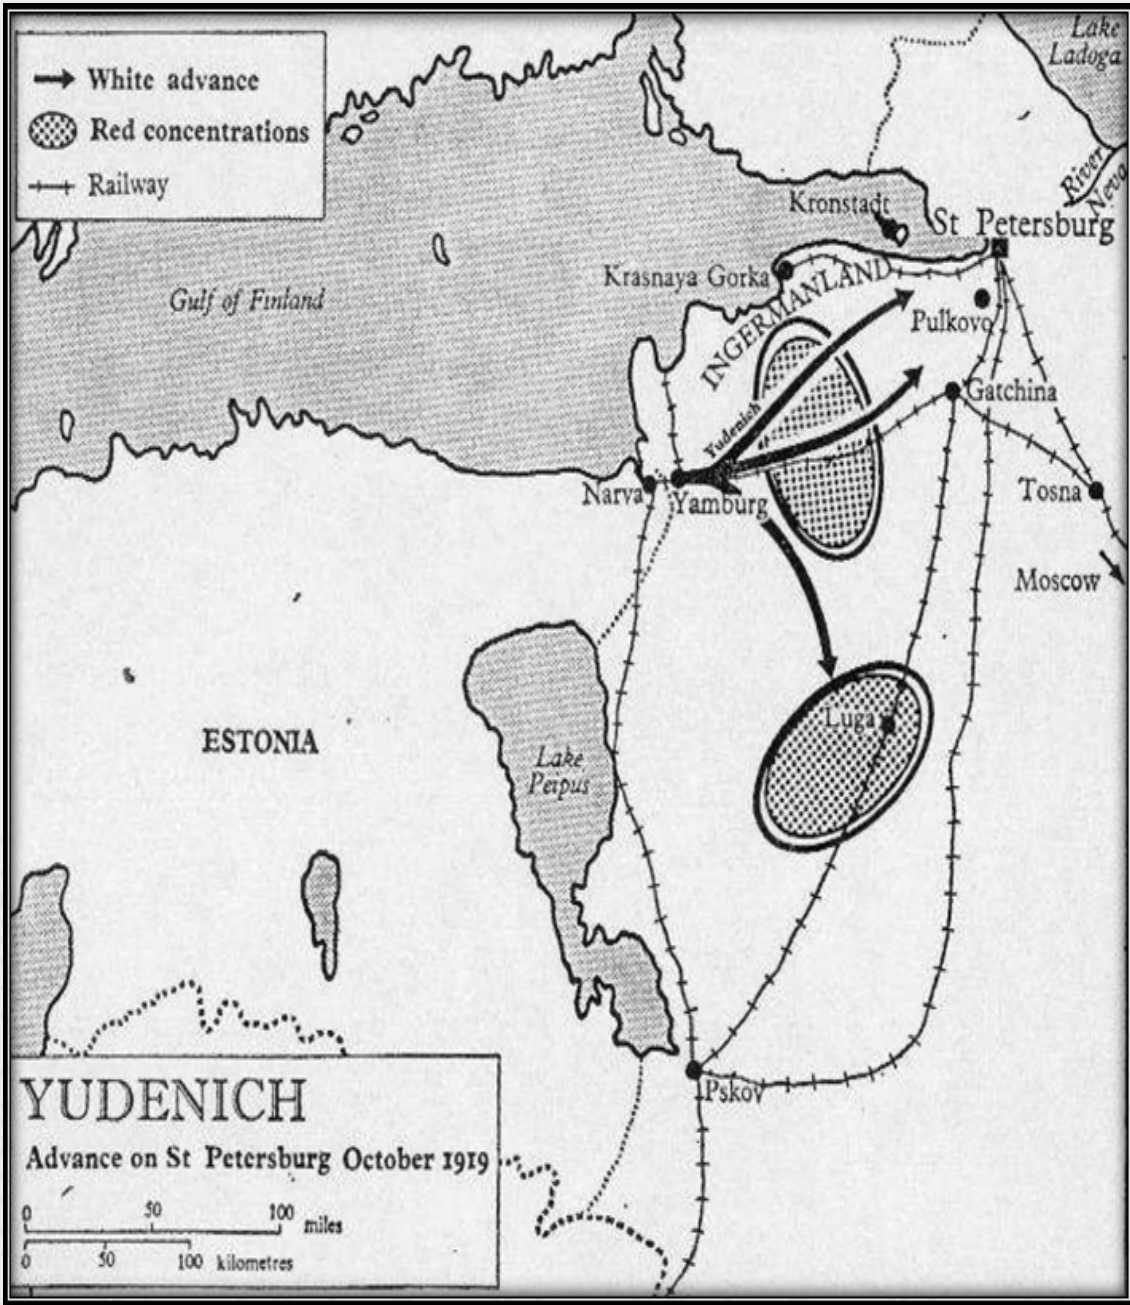 White advance
Red concentrations
Railway
Lake
Ladoga
River
Neva
Kronstadt
St Petersburg
Krasnaya Gorka
INGERMANLAND
Gulf of Finland
Pulkovo
Gatchina
Yudenich
Narva
Yamburg
Tosna
Moscow
Luga
ESTONIA
Lake
Peipus
Pskov
YUDENICH
Advance on St Petersburg October 1919
0 50 100 miles
0 50 100 kilometres